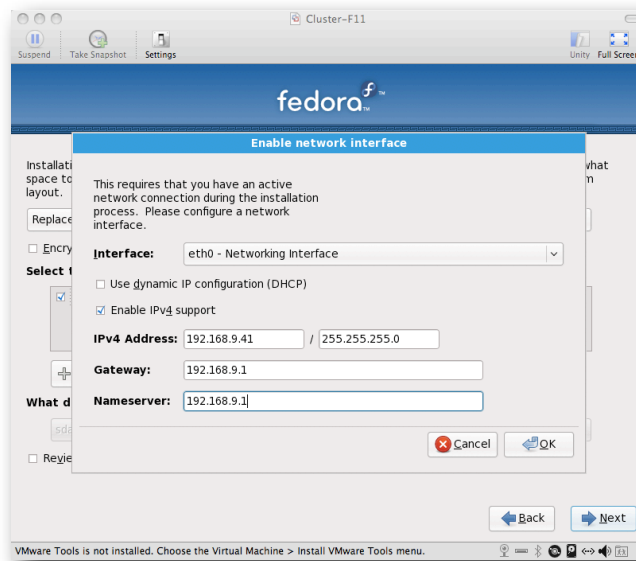 Cluster-F11
Suspend Take Snapshot Settings Unity Full Screen
fedora™
Enable network interface
Installati what
space to
layout.
This requires that you have an active
network connection during the installation
process. Please configure a network
interface.
Replace
Interface: eth0 - Networking Interface
Encry
Use dynamic IP configuration (DHCP)
Select t
Enable IPv4 support
IPv4 Address: 192.168.9.41 / 255.255.255.0
Gateway: 192.168.9.1
What d
Nameserver: 192.168.9.1
sda
Cancel OK
Revie
Back Next
VMware Tools is not installed. Choose the Virtual Machine > Install VMware Tools menu.